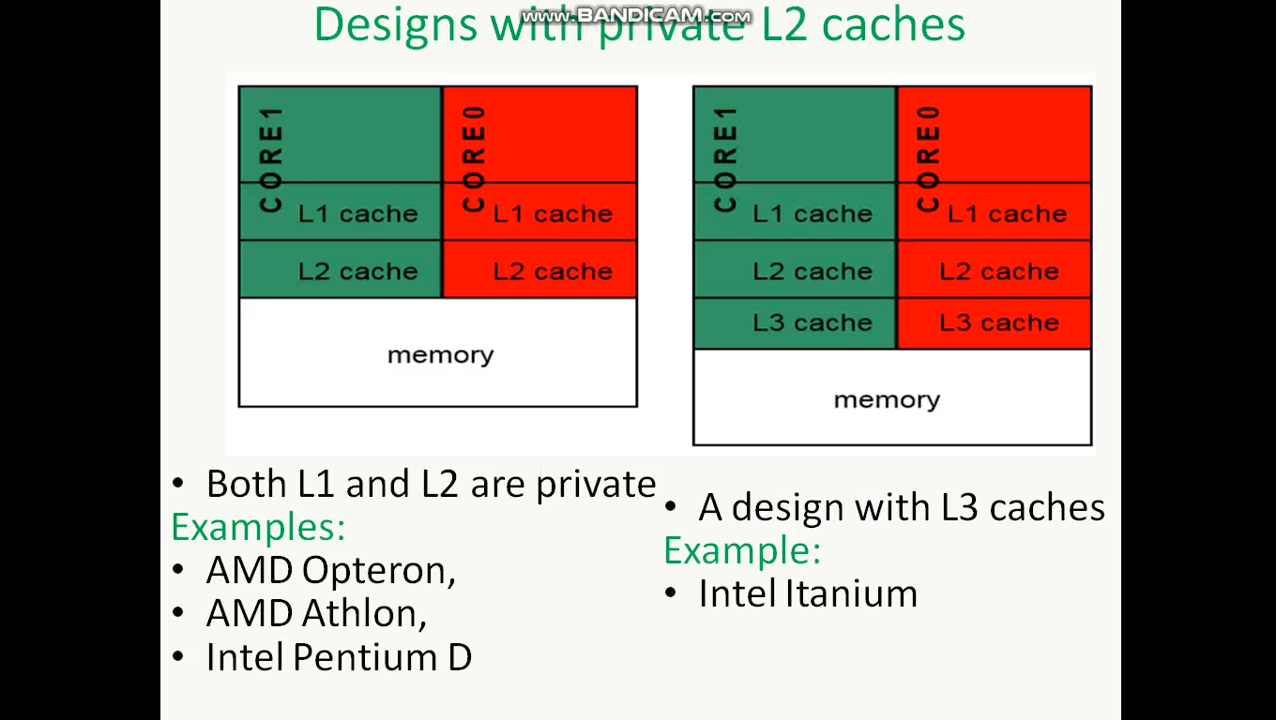 www.BANDICAM.com
Designs with private L2 caches
CORE1
CORE0
L1 cache
L1 cache
L2 cache
L2 cache
memory
CORE1
CORE0
L1 cache
L1 cache
L2 cache
L2 cache
L3 cache
L3 cache
memory
• Both L1 and L2 are private
Examples:
• AMD Opteron,
• AMD Athlon,
• Intel Pentium D
• A design with L3 caches
Example:
• Intel Itanium